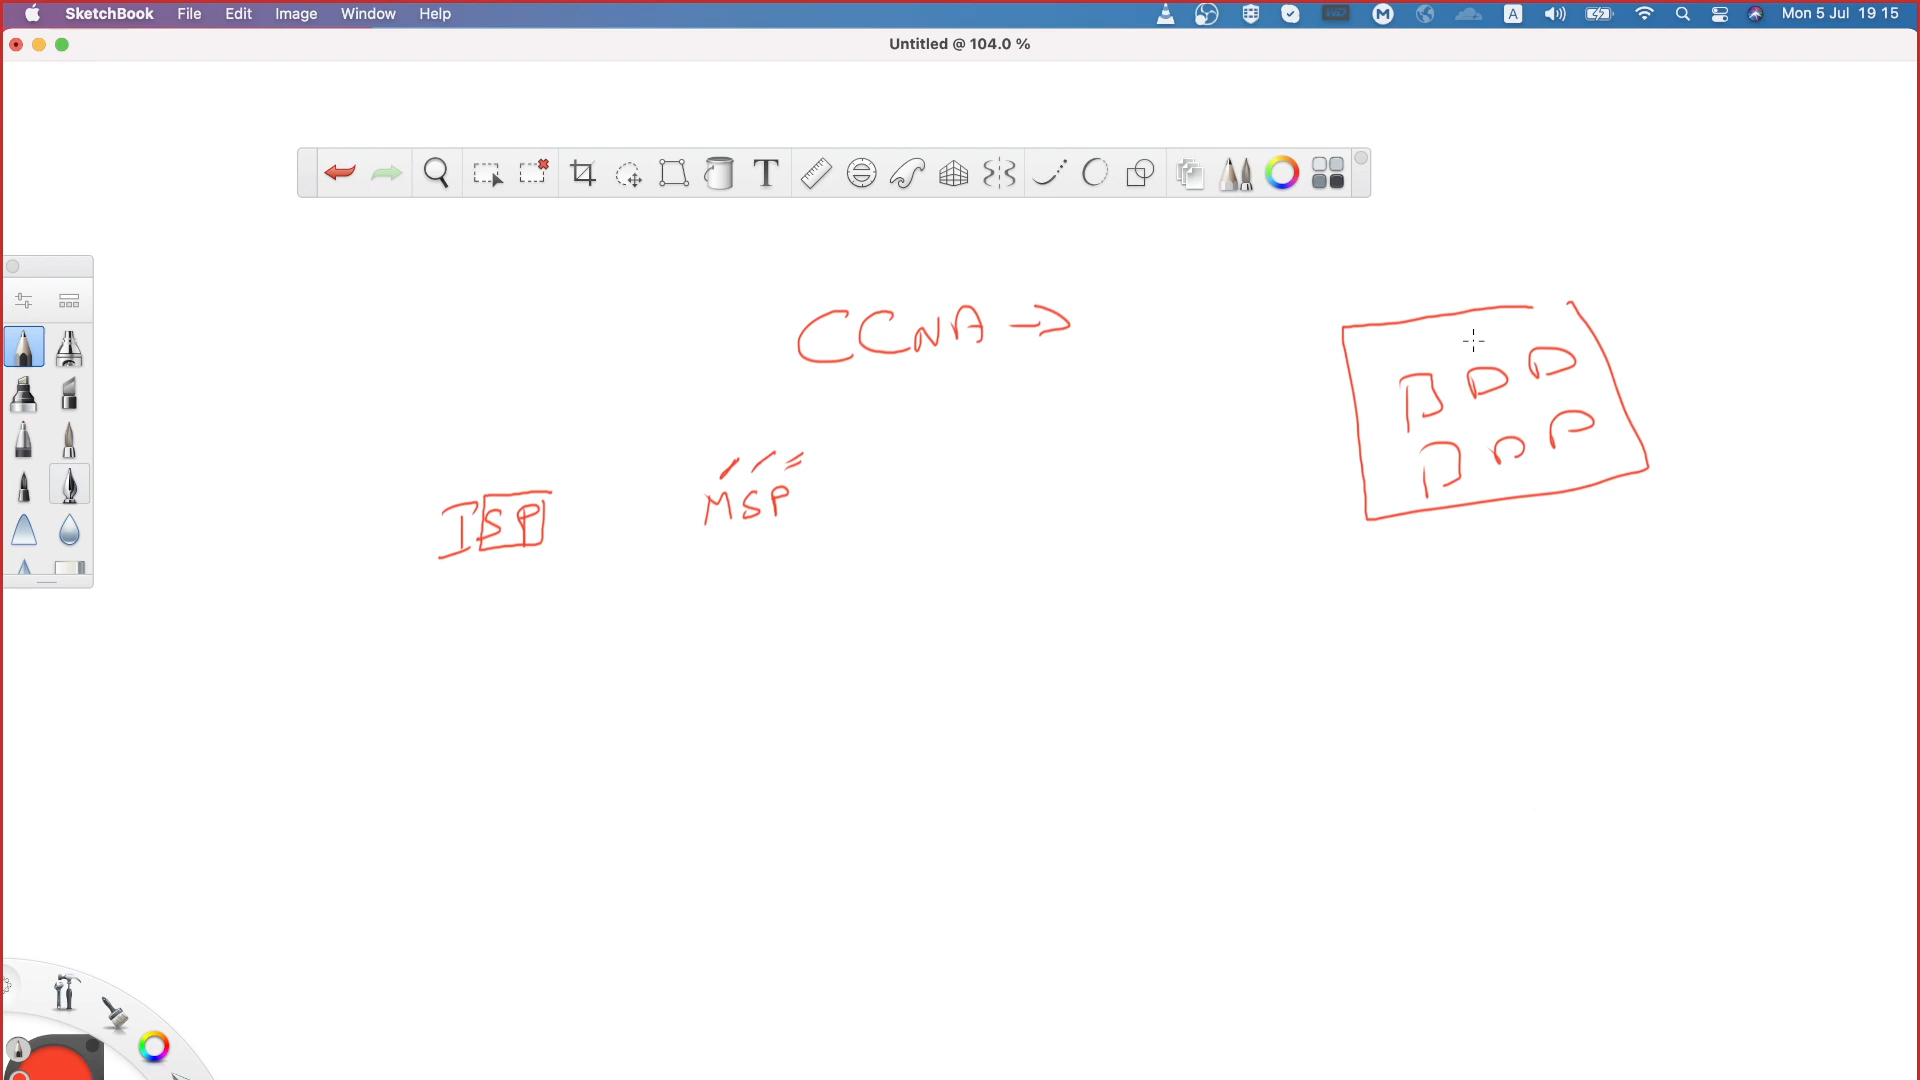 SketchBook File Edit Image Window Help A Mon 5 Jul 19 15
Untitled @ 104.0 %
T
CCNA →
MSP
ISP